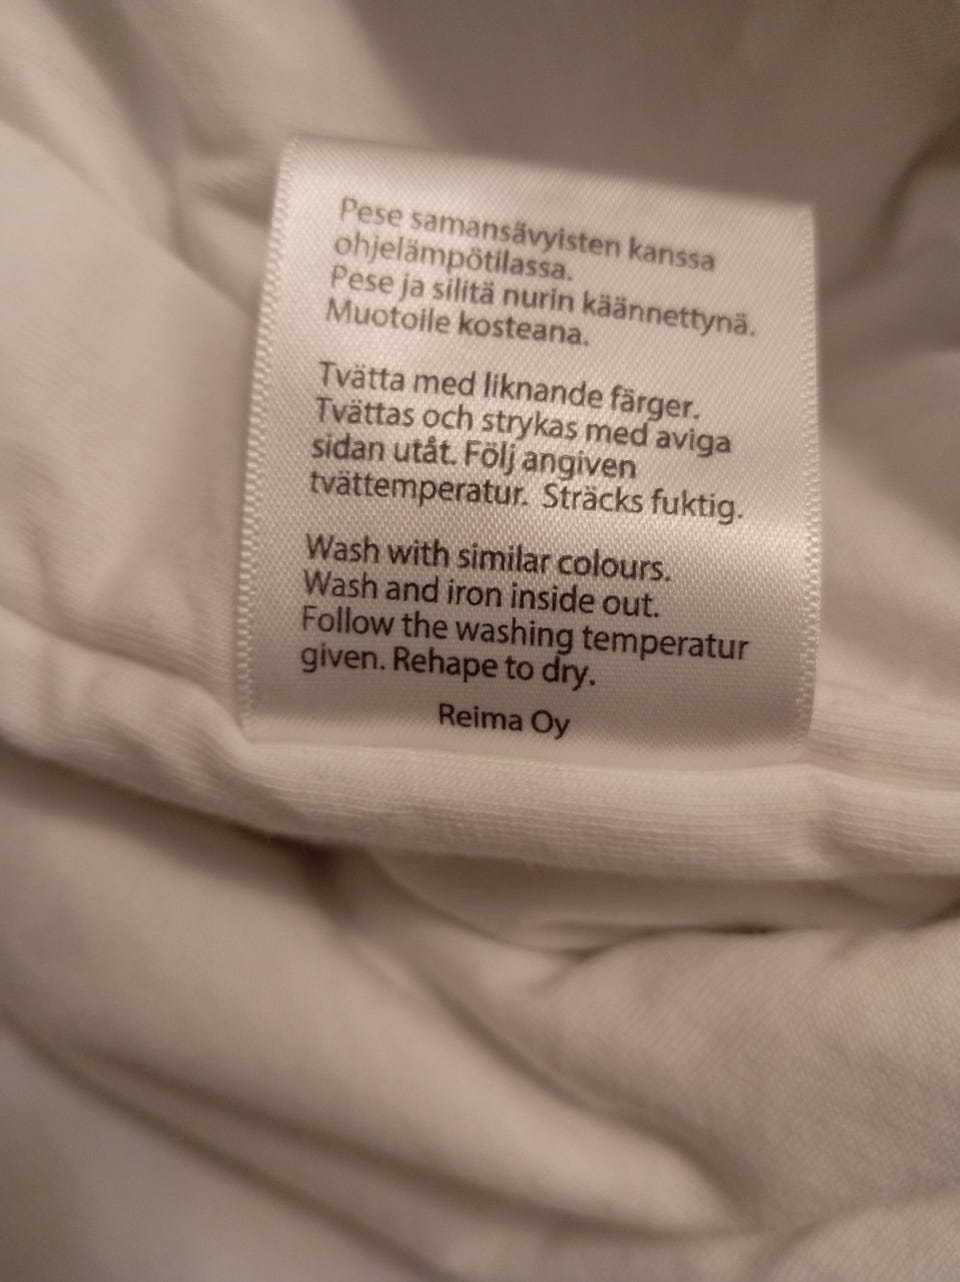 Pese samansävyisten kanssa
ohjelämpötilassa.
Pese ja silitä nurin käännettynä.
Muotoile kosteana.
Tvätta med liknande färger.
Tvättas och strykas med aviga
sidan utåt. Följ angiven
tvättemperatur. Sträcks fuktig.
Wash with similar colours.
Wash and iron inside out.
Follow the washing temperatur
given. Rehape to dry.
Reima Oy